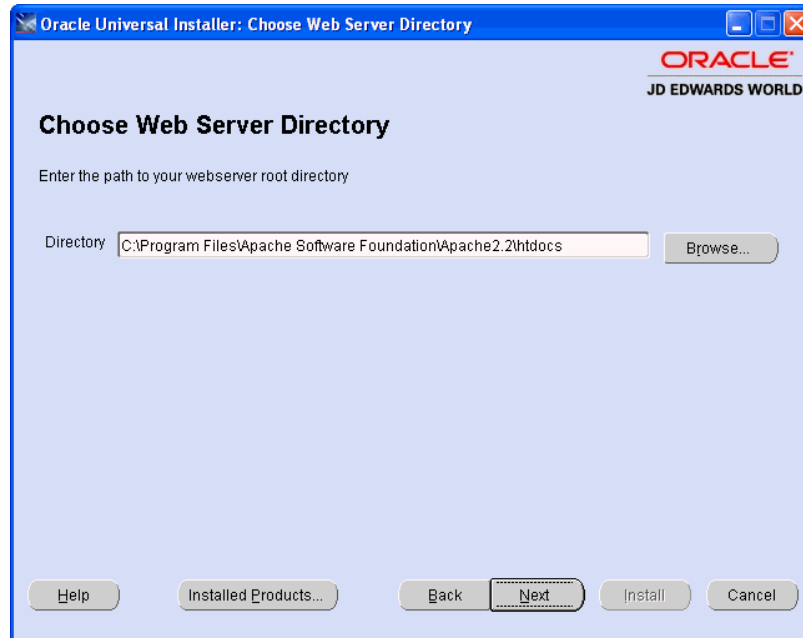 Oracle Universal Installer: Choose Web Server Directory
ORACLE
JD EDWARDS WORLD
Choose Web Server Directory
Enter the path to your webserver root directory
Directory C:\Program Files\Apache Software Foundation\Apache2.2\htdocs Browse...
Help Installed Products... Back Next Install Cancel